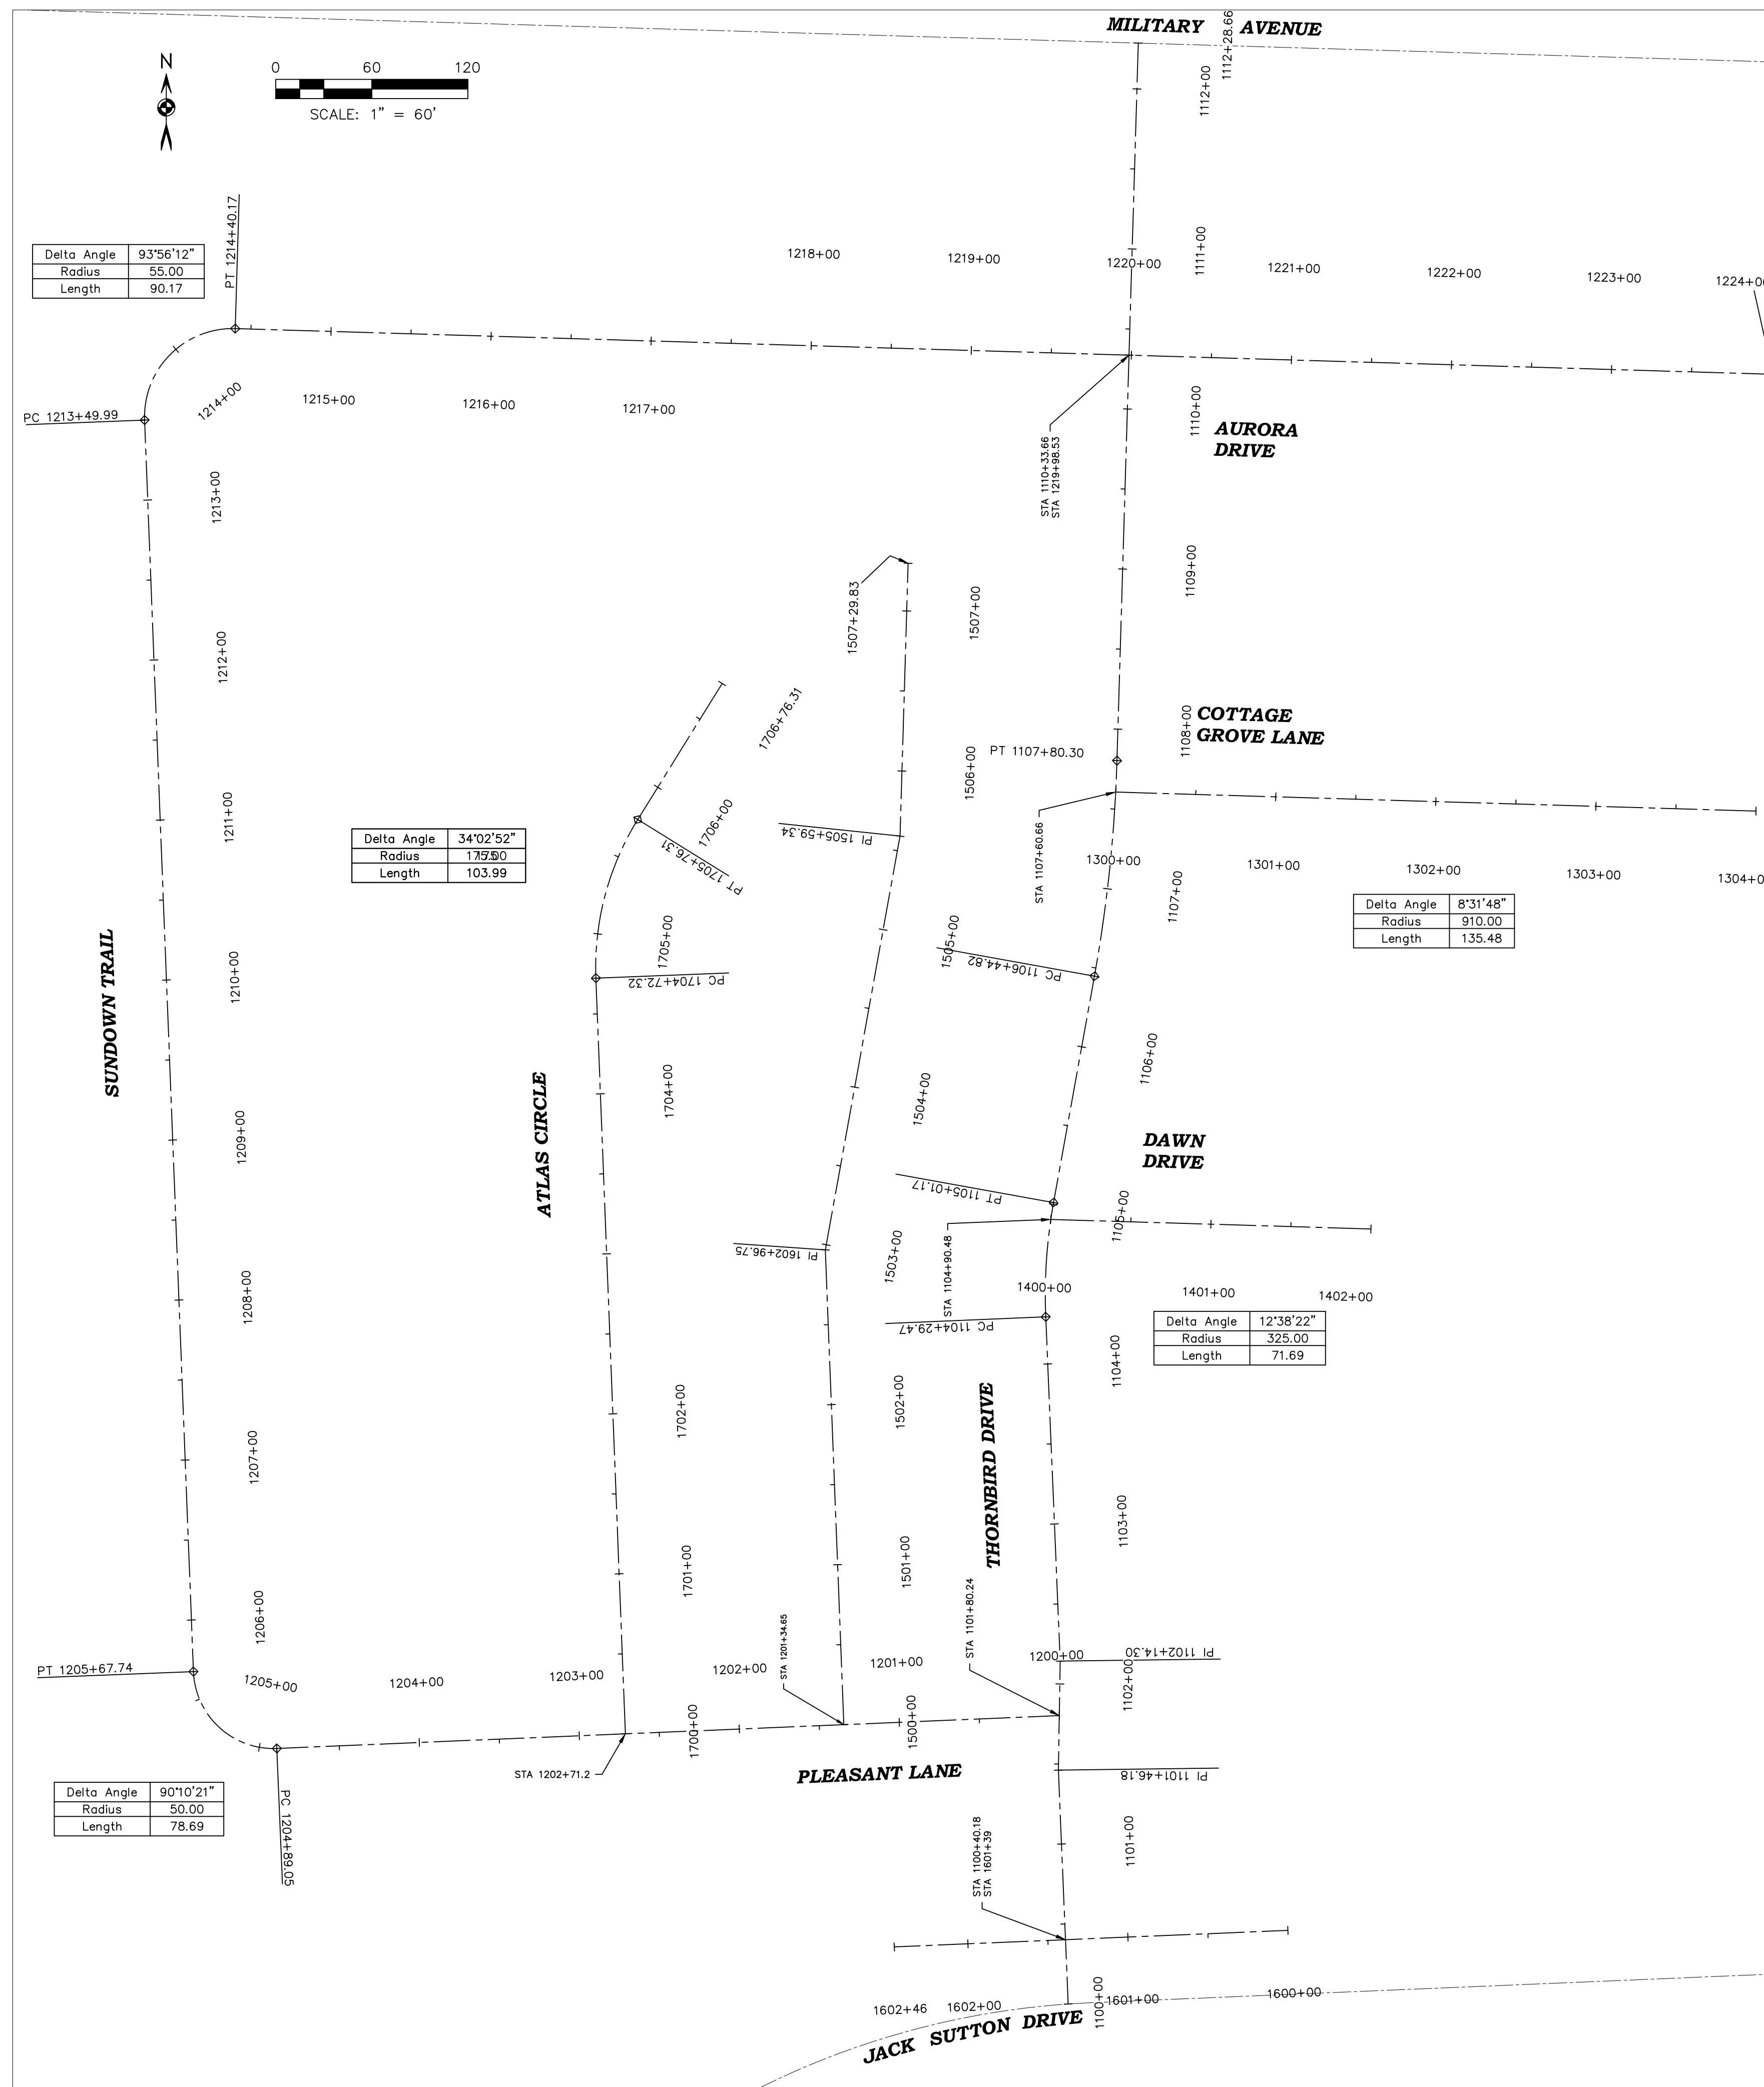 MILITARY AVENUE
1112+28.66
1112+00
N
0 60 120
SCALE: 1" = 60'
PT 1214+40.17
Delta Angle 93°56'12"
Radius 55.00
Length 90.17
1218+00
1219+00
1220+00
1111+00
1221+00
1222+00
1223+00
PC 1213+49.99
1214+00
1215+00
1216+00
1217+00
1110+00
AURORA
DRIVE
STA 1110+33.66
STA 1219+98.53
1213+00
1109+00
1507+29.83
1507+00
1212+00
1706+76.31
1108+00
COTTAGE
GROVE LANE
PT 1107+80.30
1506+00
1211+00
1706+00
PI 1505+59.34
PT 1705+76.31
Delta Angle 34°02'52"
Radius
Length 103.99
STA 1107+60.66
1300+00
1301+00
1302+00
1303+00
1107+00
Delta Angle 8°31'48"
Radius 910.00
Length 135.48
1705+00
1505+00
PC 1106+44.82
PC 1704+72.32
1210+00
SUNDOWN TRAIL
1106+00
1704+00
1504+00
ATLAS CIRCLE
1209+00
DAWN
DRIVE
PT 1105+01.17
1105+00
STA 1104+90.48
1503+00
PI 1602+96.75
1400+00
1401+00
1402+00
1208+00
PC 1104+29.47
Delta Angle 12°38'22"
Radius 325.00
Length 71.69
1104+00
1702+00
1502+00
THORNBIRD DRIVE
1207+00
1103+00
1701+00
1501+00
STA 1101+80.24
STA 1201+34.65
1206+00
PI 1102+14.30
PT 1205+67.74
1205+00
1204+00
1203+00
1202+00
1201+00
1200+00
1102+00
1700+00
1500+00
STA 1202+71.2
PLEASANT LANE
PI 1101+46.18
Delta Angle 90°10'21"
Radius 50.00
Length 78.69
PC 1204+89.05
1101+00
STA 1100+40.18
STA 1601+39
1602+46
1602+00
1100+00
1601+00
1600+00
JACK SUTTON DRIVE